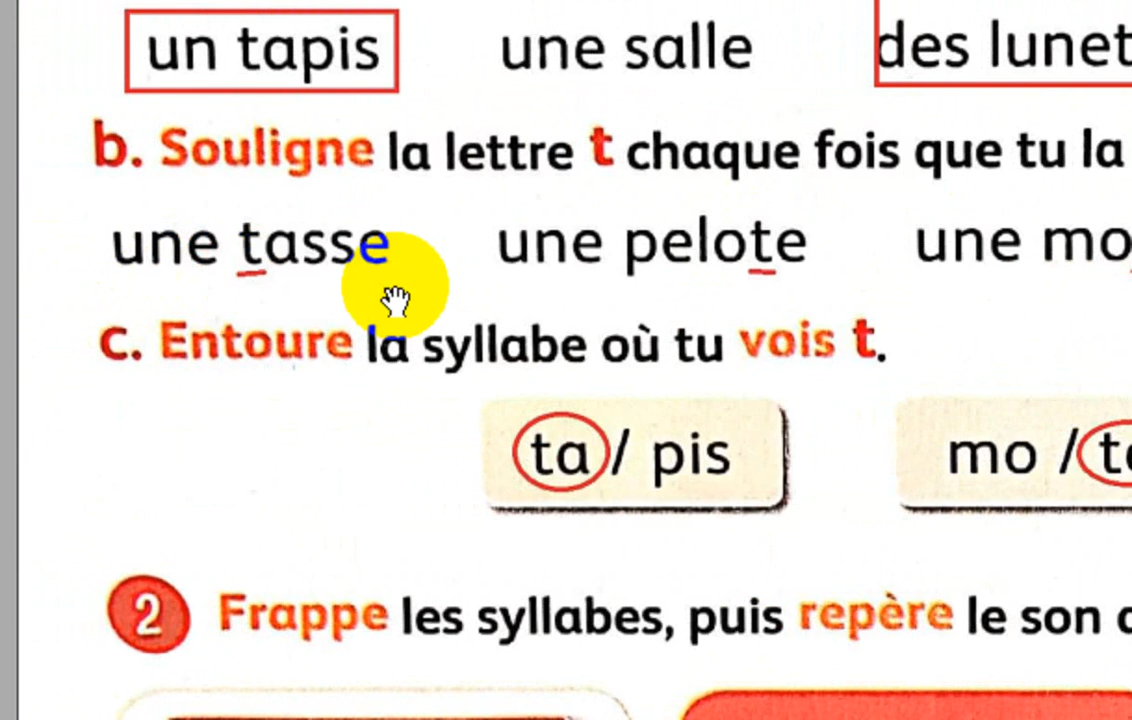 un tapis une salle des lunet
b. Souligne la lettre t chaque fois que tu la
une tasse une pelote une mo
c. Entoure la syllabe où tu vois t.
ta / pis mo / t
2 Frappe les syllabes, puis repère le son